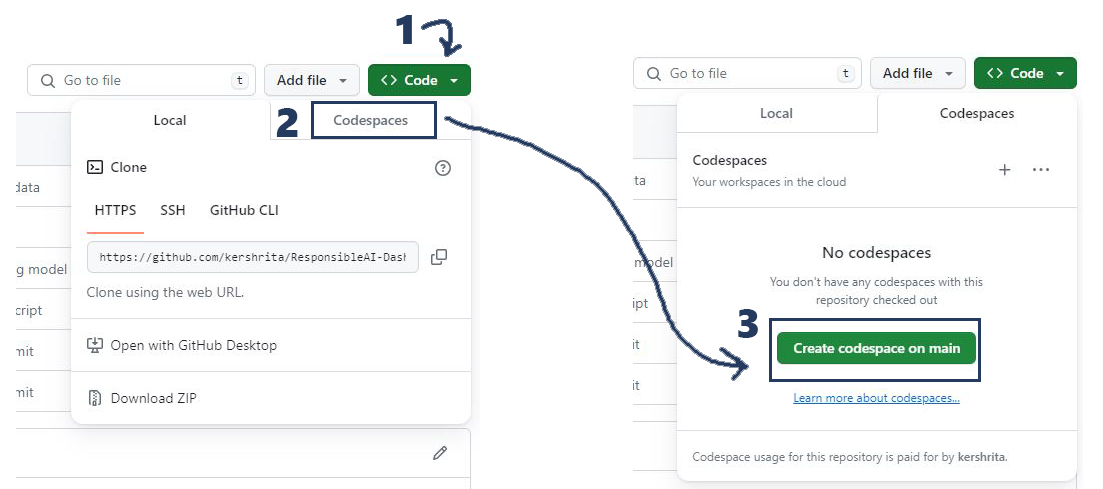 1
Go to file
t
Add file
Code
Local
2
Codespaces
Clone
HTTPS
SSH
GitHub CLI
https://github.com/kershrita/ResponsibleAI-Das
Clone using the web URL.
Open with GitHub Desktop
Download ZIP
data
g model
cript
mit
mit
Go to file
t
Add file
Code
Local
Codespaces
Codespaces
Your workspaces in the cloud
No codespaces
You don't have any codespaces with this
repository checked out
3
Create codespace on main
Learn more about codespaces...
Codespace usage for this repository is paid for by kershrita.
ta
model
ipt
it
it